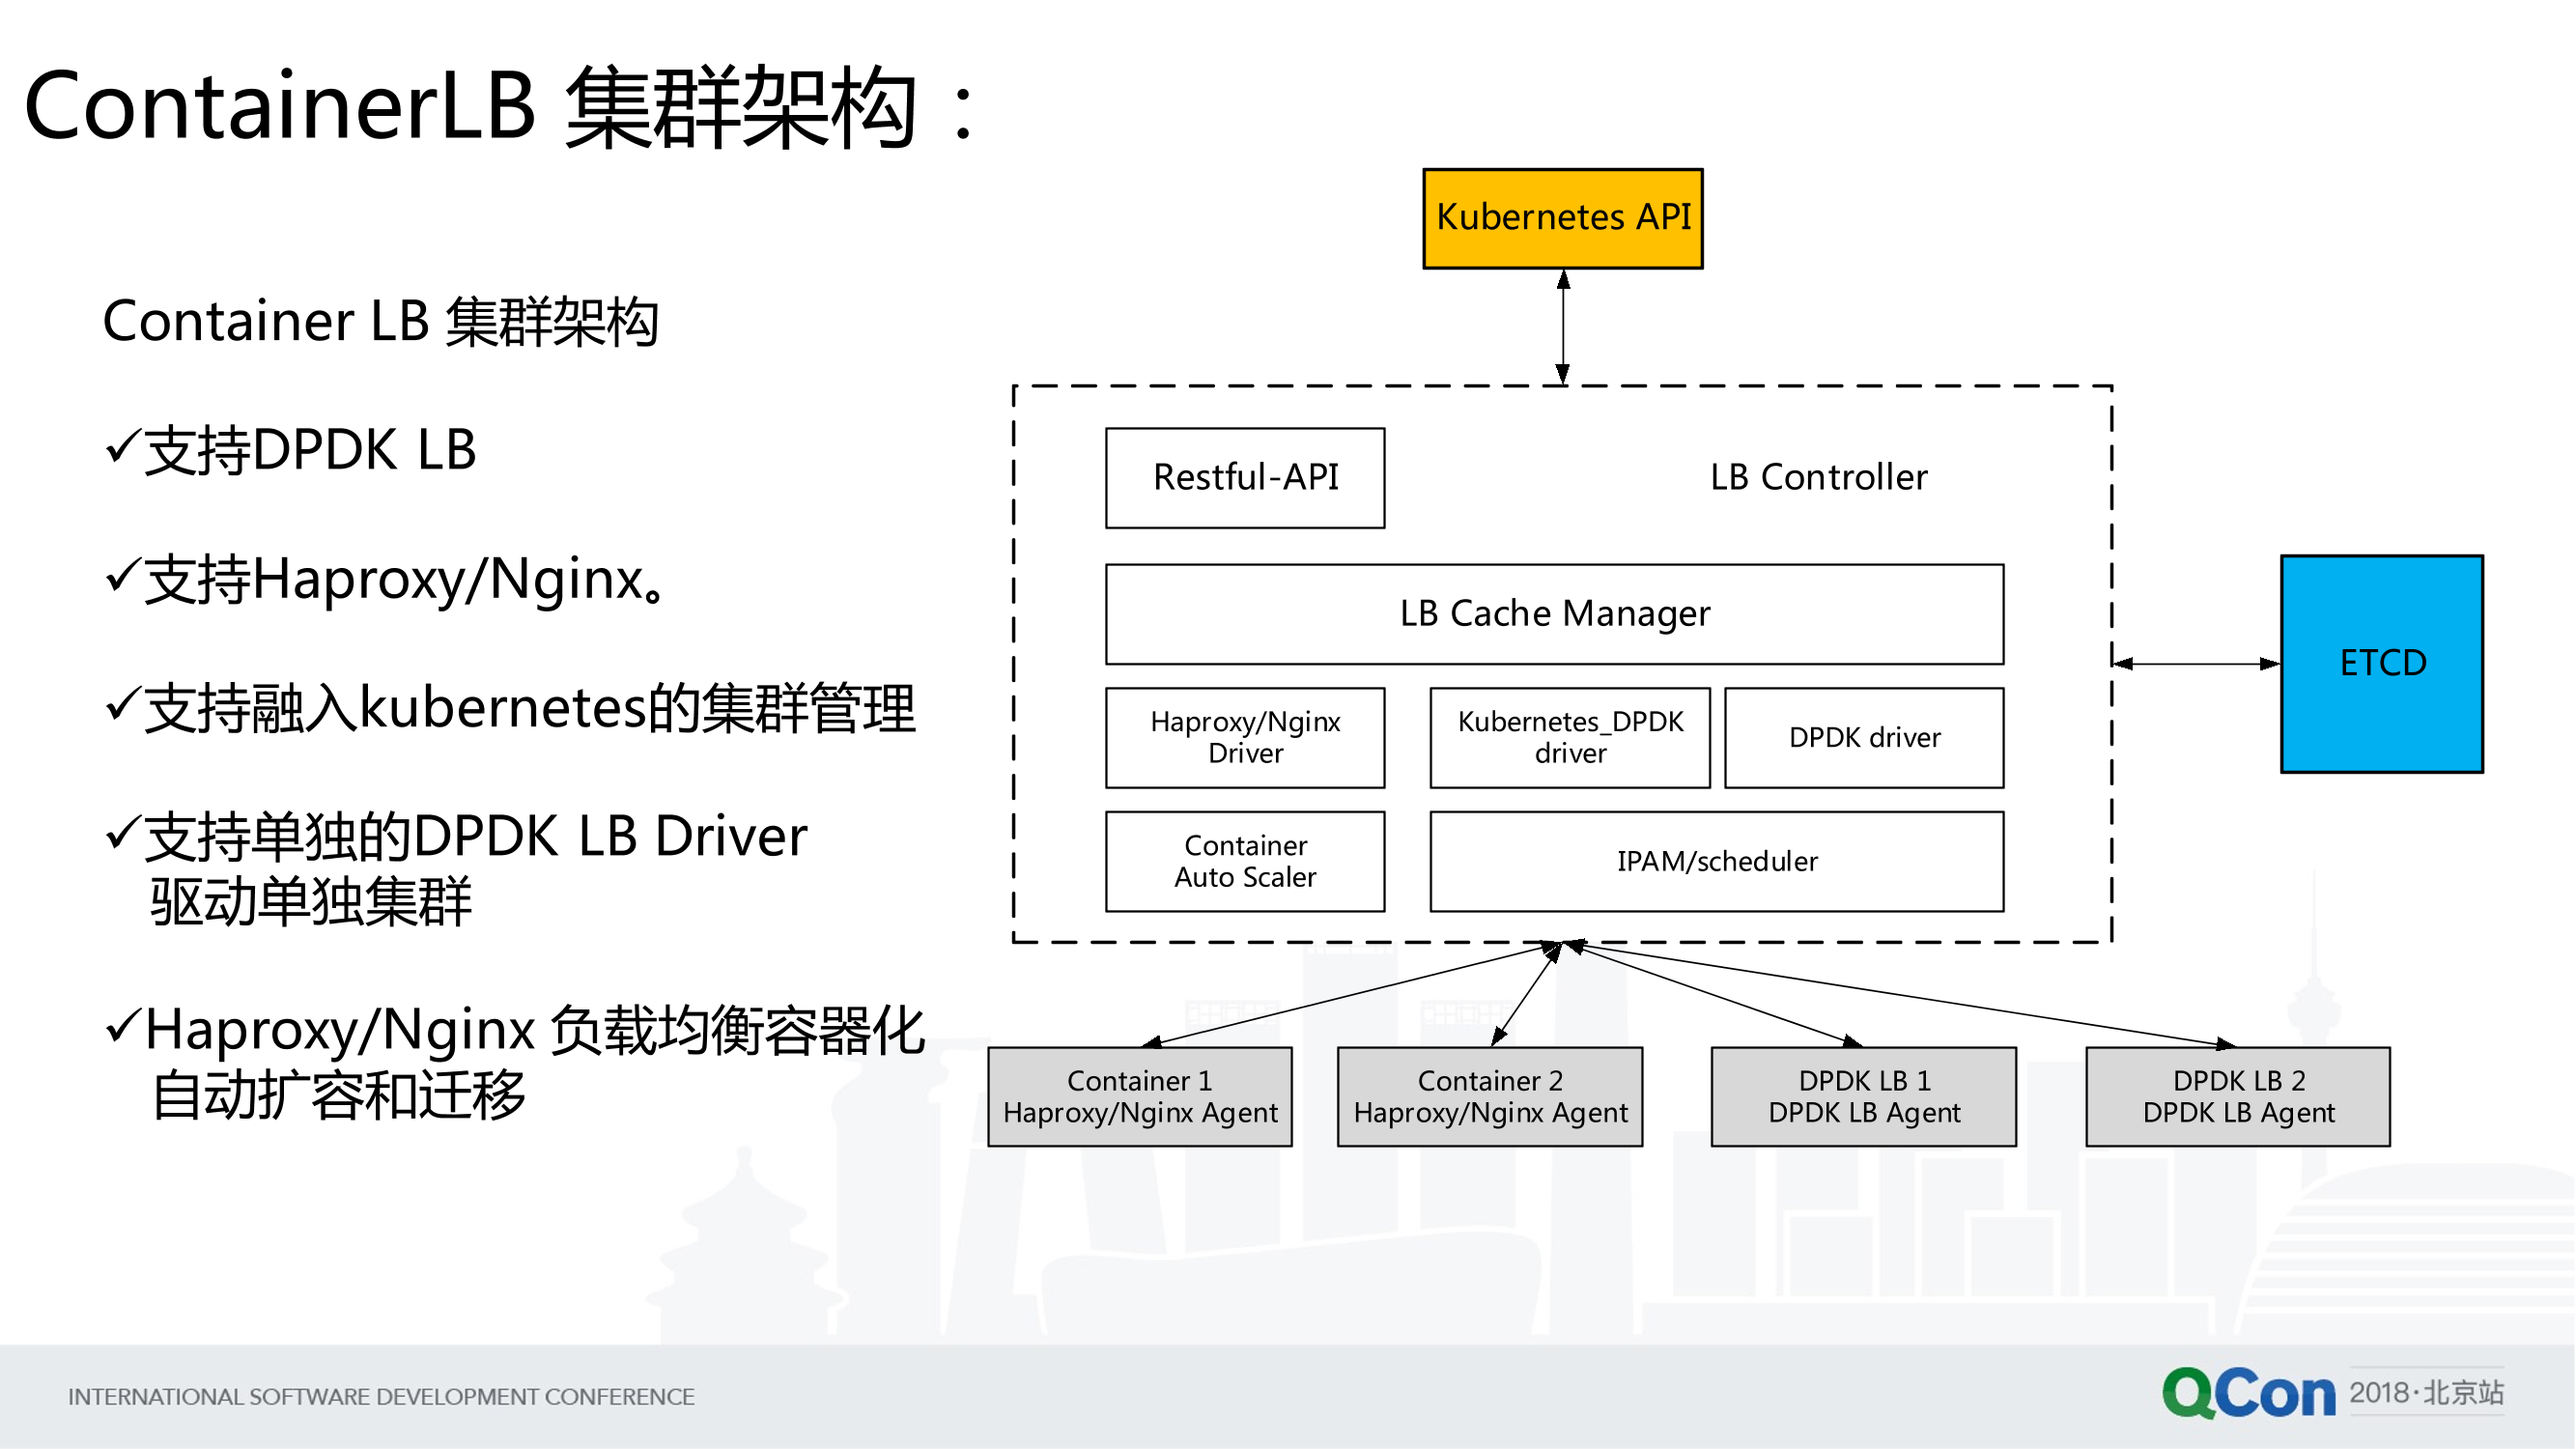 ContainerLB 集群架构：
Container LB 集群架构
✓支持DPDK LB
✓支持Haproxy/Nginx。
✓支持融入kubernetes的集群管理
✓支持单独的DPDK LB Driver
驱动单独集群
✓Haproxy/Nginx 负载均衡容器化
自动扩容和迁移
Kubernetes API
Restful-API
LB Controller
LB Cache Manager
Haproxy/Nginx
Driver
Kubernetes_DPDK
driver
DPDK driver
Container
Auto Scaler
IPAM/scheduler
ETCD
Container 1
Haproxy/Nginx Agent
Container 2
Haproxy/Nginx Agent
DPDK LB 1
DPDK LB Agent
DPDK LB 2
DPDK LB Agent
INTERNATIONAL SOFTWARE DEVELOPMENT CONFERENCE
QCon 2018·北京站